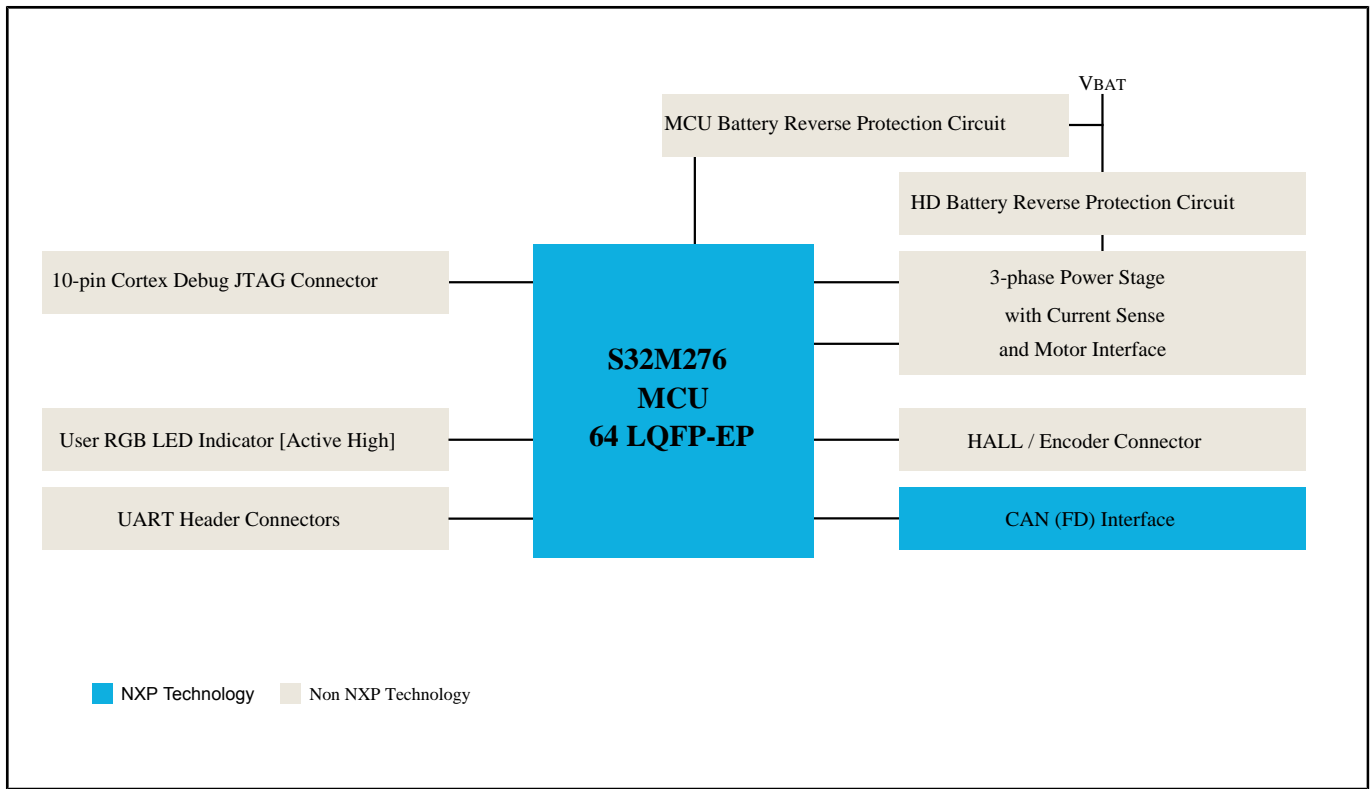 VBAT
MCU Battery Reverse Protection Circuit
HD Battery Reverse Protection Circuit
10-pin Cortex Debug JTAG Connector
3-phase Power Stage
with Current Sense
and Motor Interface
S32M276
MCU
64 LQFP-EP
User RGB LED Indicator [Active High]
HALL / Encoder Connector
UART Header Connectors
CAN (FD) Interface
NXP Technology
Non NXP Technology